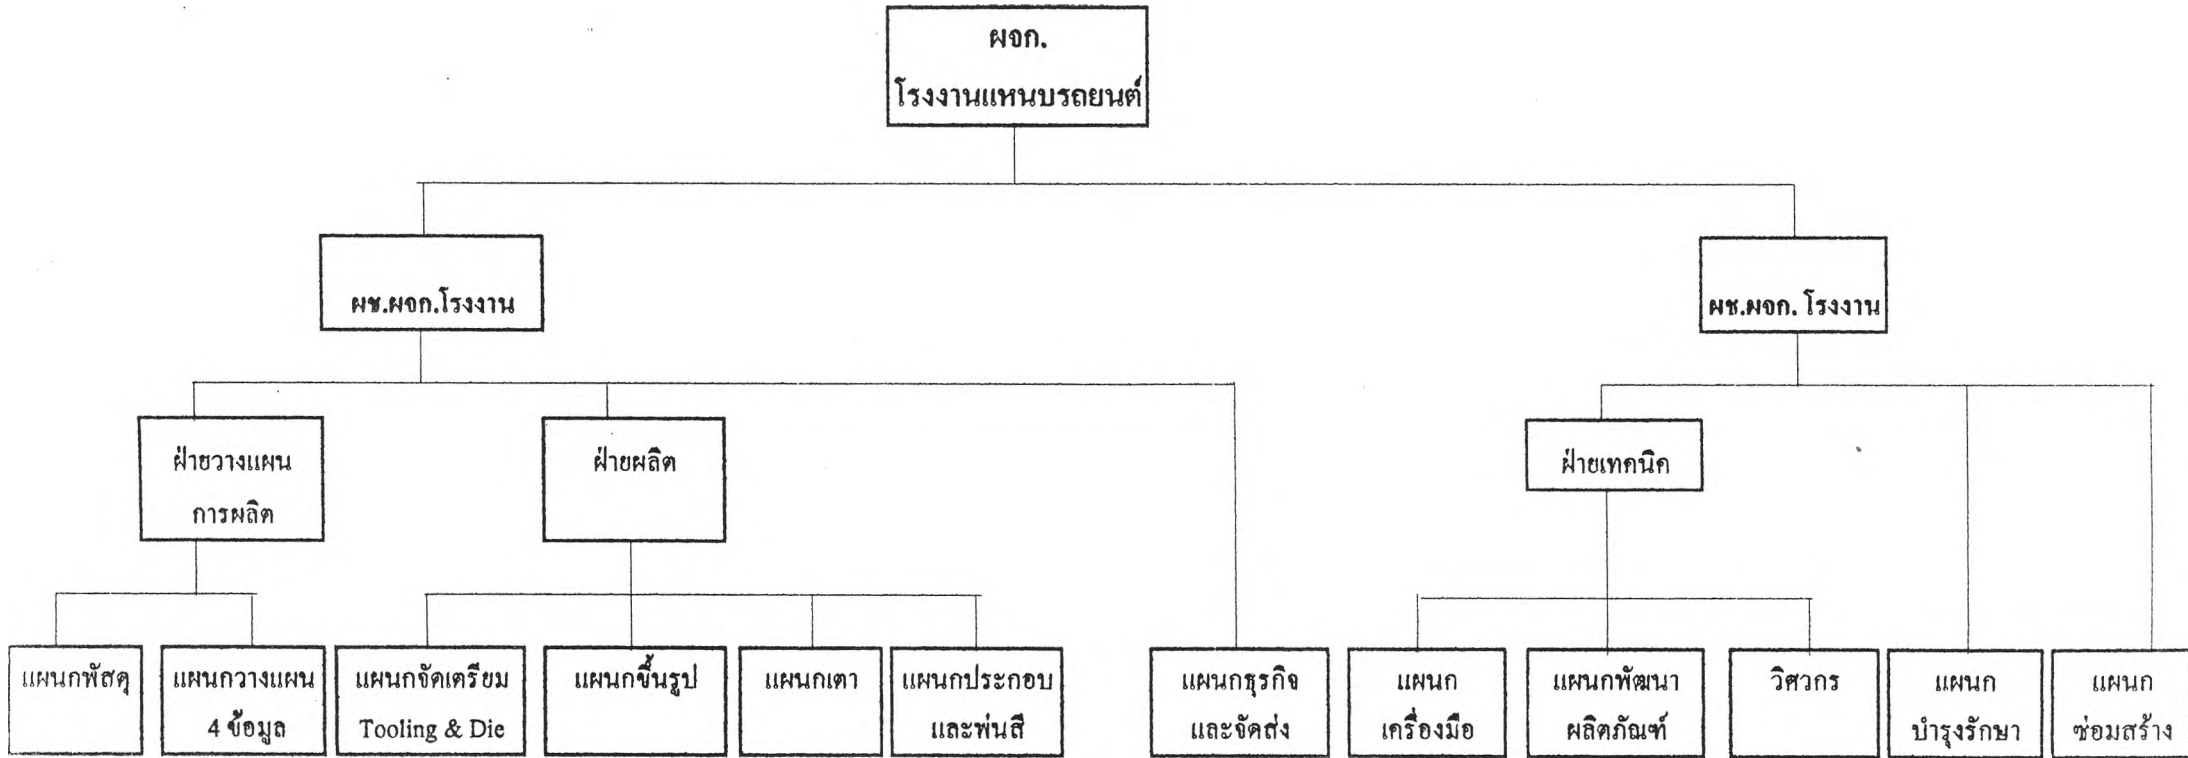 ผจก.
โรงงานแหนบรถยนต์
ผช.ผจก.โรงงาน
ผช.ผจก. โรงงาน
ฝ่ายวางแผน
การผลิต
ฝ่ายผลิต
ฝ่ายเทคนิค
แผนกพัสดุ
แผนกวางแผน
4 ข้อมูล
แผนกจัดเตรียม
Tooling & Die
แผนกขึ้นรูป
แผนกเตา
แผนกประกอบ
และพ่นสี
แผนกธุรกิจ
และจัดส่ง
แผนก
เครื่องมือ
แผนกพัฒนา
ผลิตภัณฑ์
วิศวกร
แผนก
บำรุงรักษา
แผนก
ซ่อมสร้าง